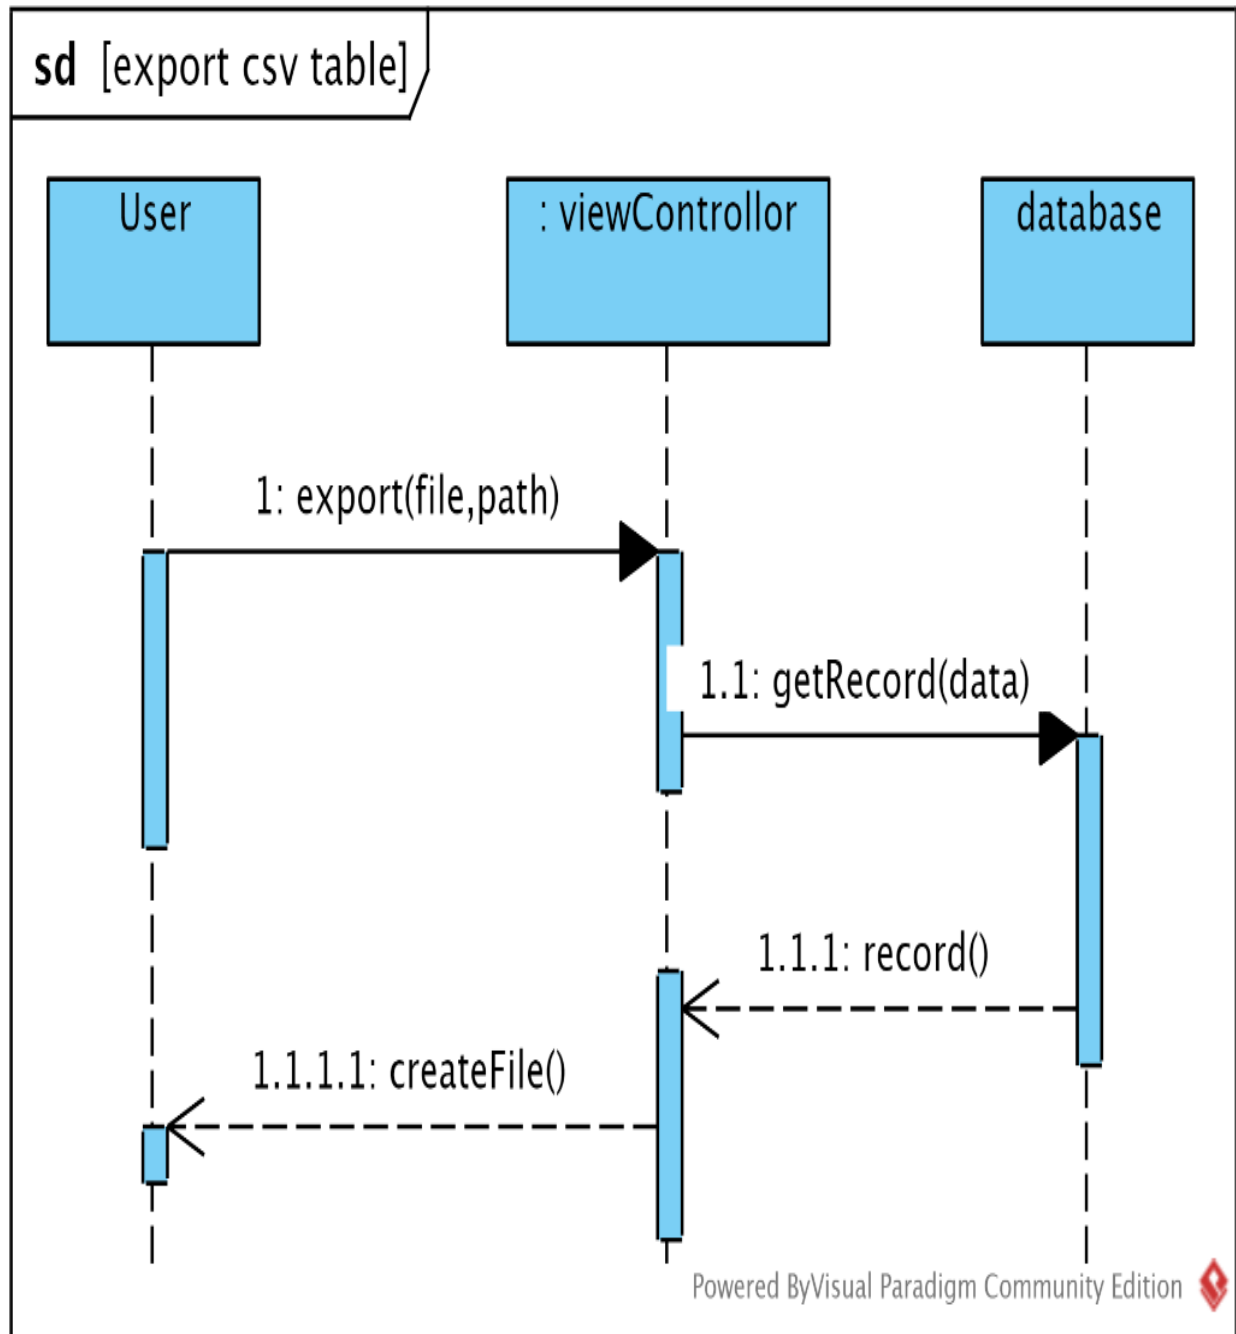 sd [export csv table]
User
: viewControllor
database
1: export(file,path)
1.1: getRecord(data)
1.1.1: record()
1.1.1.1: createFile()
Powered ByVisual Paradigm Community Edition